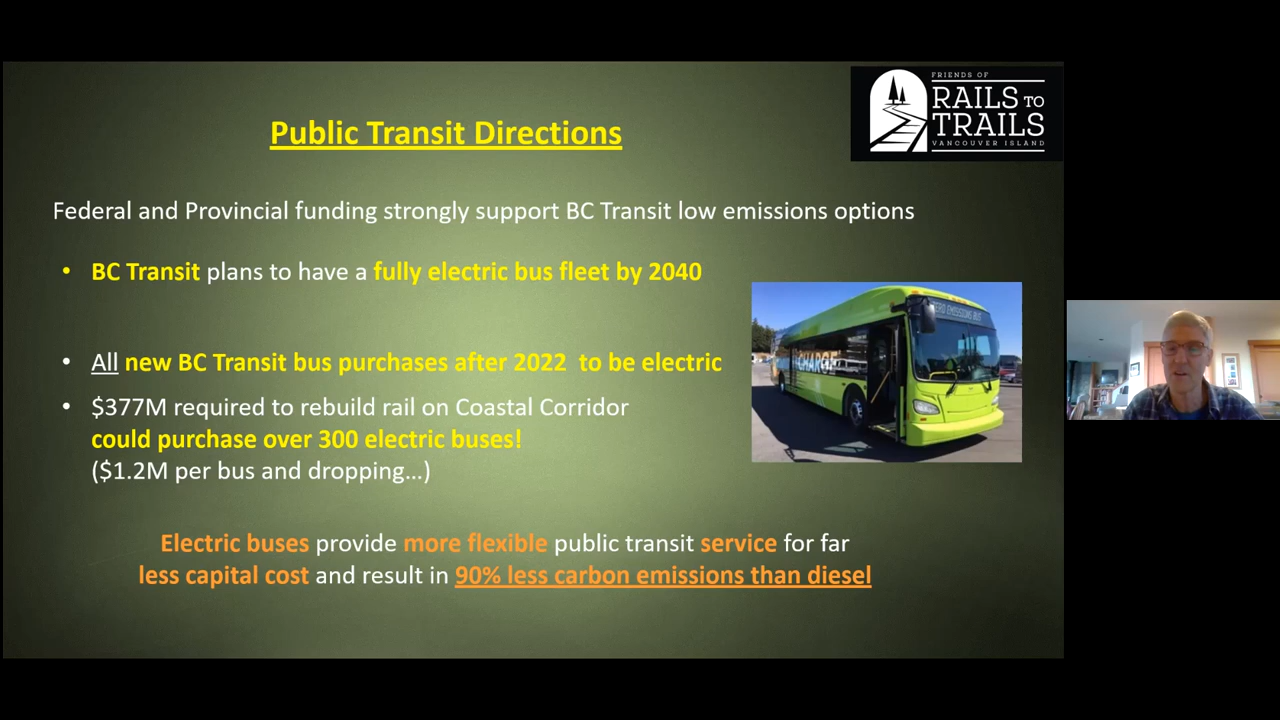 FRIENDS OF
RAILS TO
TRAILS
VANCOUVER ISLAND
Public Transit Directions
Federal and Provincial funding strongly support BC Transit low emissions options
• BC Transit plans to have a fully electric bus fleet by 2040
• All new BC Transit bus purchases after 2022 to be electric
• $377M required to rebuild rail on Coastal Corridor
could purchase over 300 electric buses!
($1.2M per bus and dropping...)
ZERO EMISSIONS BUS
CHARGE
Electric buses provide more flexible public transit service for far
less capital cost and result in 90% less carbon emissions than diesel